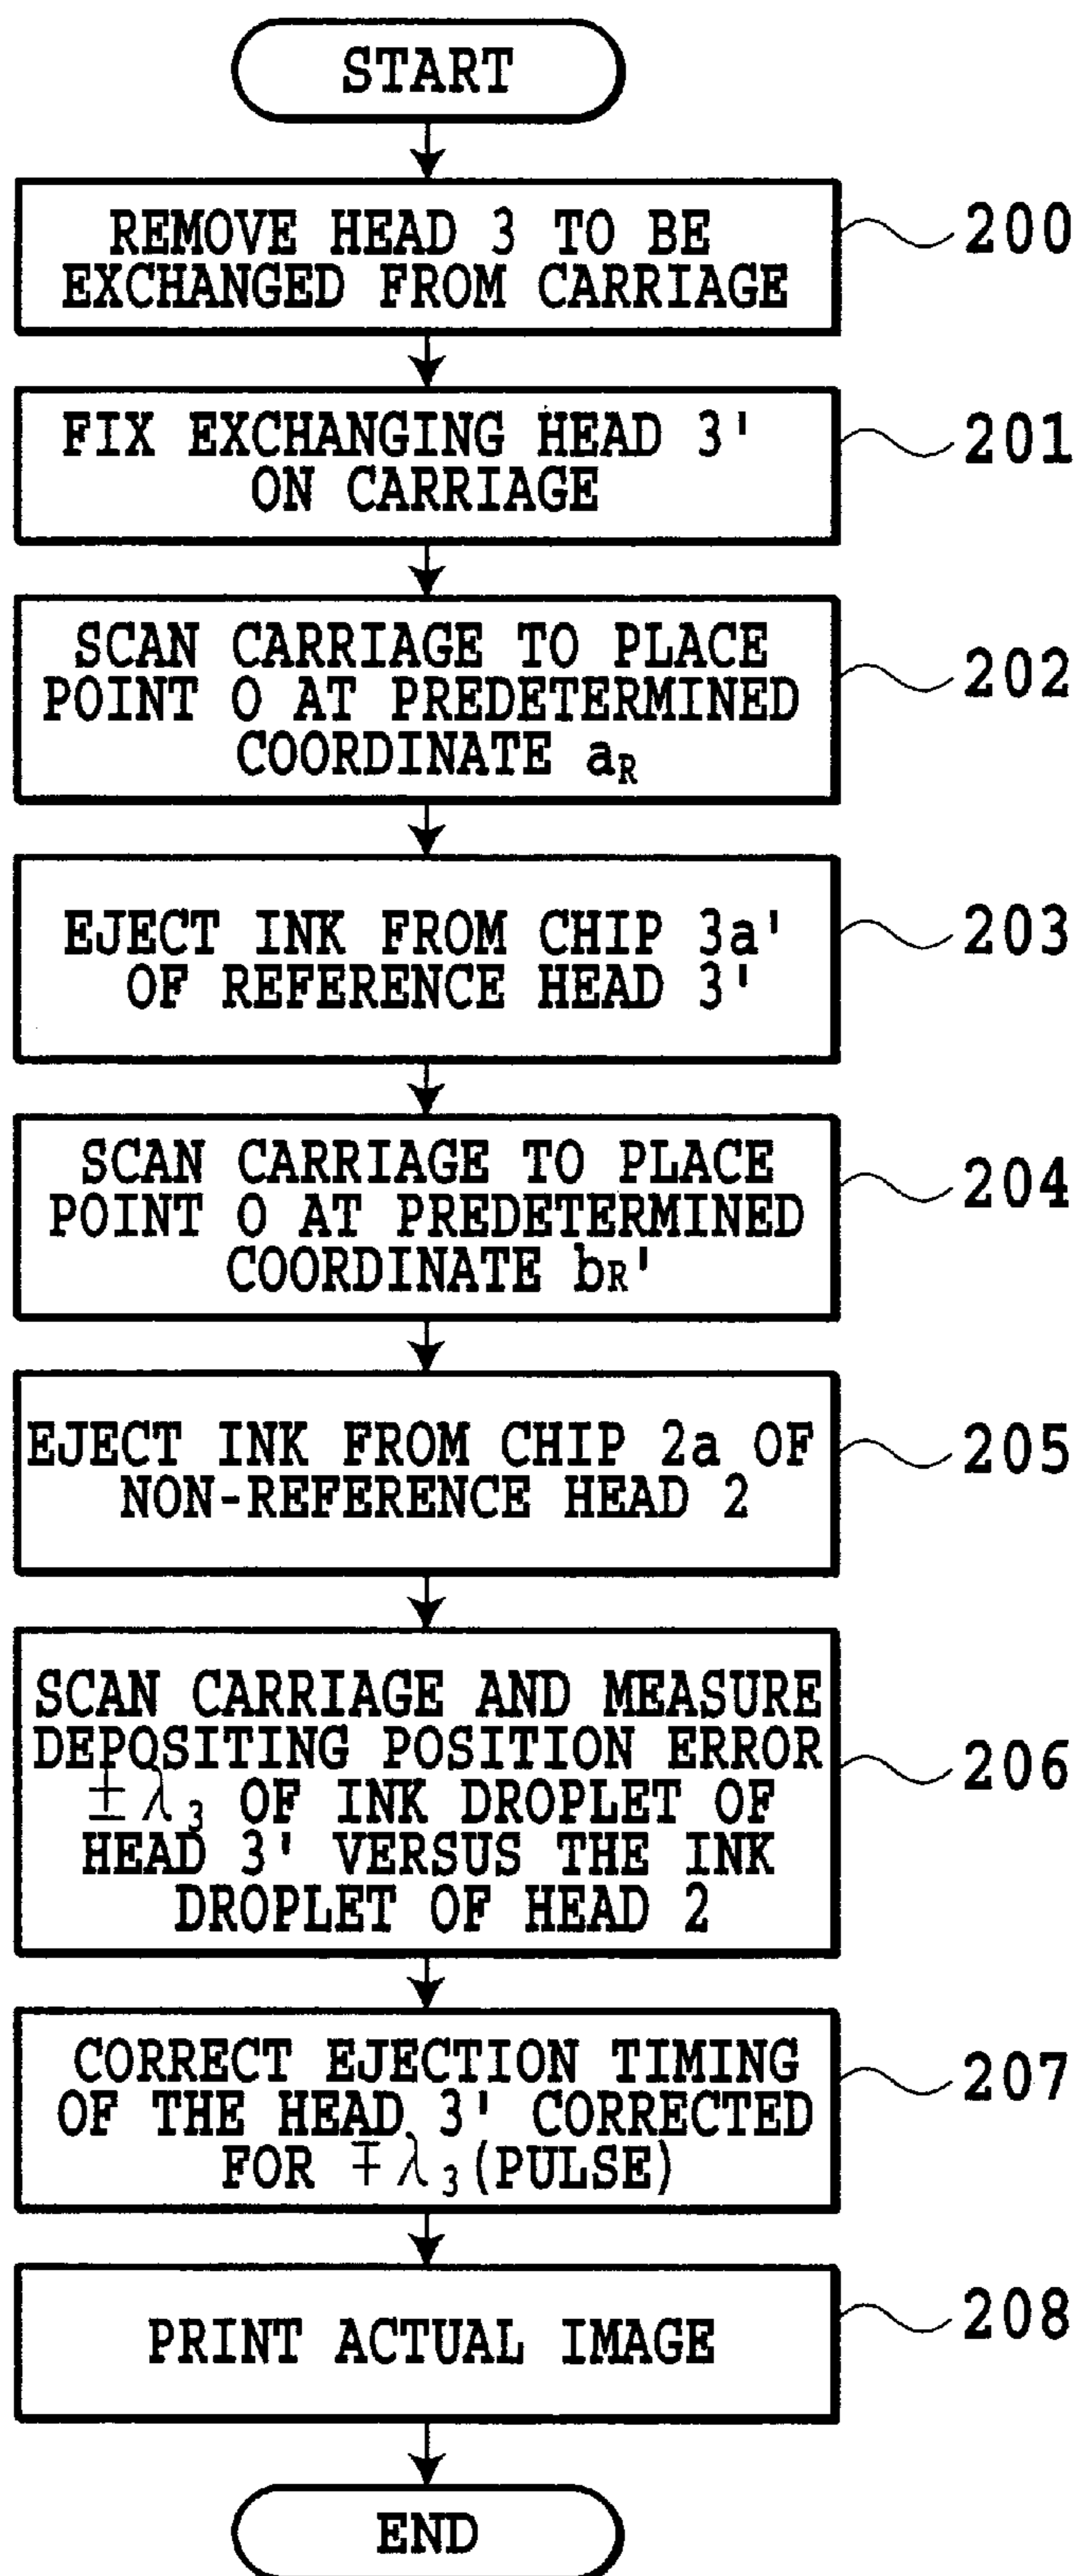 START
REMOVE HEAD 3 TO BE
EXCHANGED FROM CARRIAGE
200
FIX EXCHANGING HEAD 3'
ON CARRIAGE
201
SCAN CARRIAGE TO PLACE
POINT O AT PREDETERMINED
COORDINATE aR
202
EJECT INK FROM CHIP 3a'
OF REFERENCE HEAD 3'
203
SCAN CARRIAGE TO PLACE
POINT O AT PREDETERMINED
COORDINATE bR'
204
EJECT INK FROM CHIP 2a OF
NON-REFERENCE HEAD 2
205
SCAN CARRIAGE AND MEASURE
DEPOSITING POSITION ERROR
±λ3 OF INK DROPLET OF
HEAD 3' VERSUS THE INK
DROPLET OF HEAD 2
206
CORRECT EJECTION TIMING
OF THE HEAD 3' CORRECTED
FOR ∓λ3(PULSE)
207
PRINT ACTUAL IMAGE
208
END